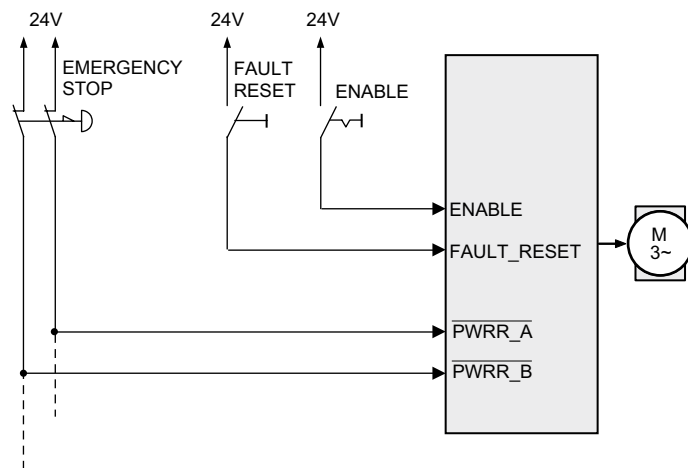 24V 24V 24V
EMERGENCY
STOP
FAULT
RESET
ENABLE
ENABLE
FAULT_RESET
PWRR_A
PWRR_B
M
3~